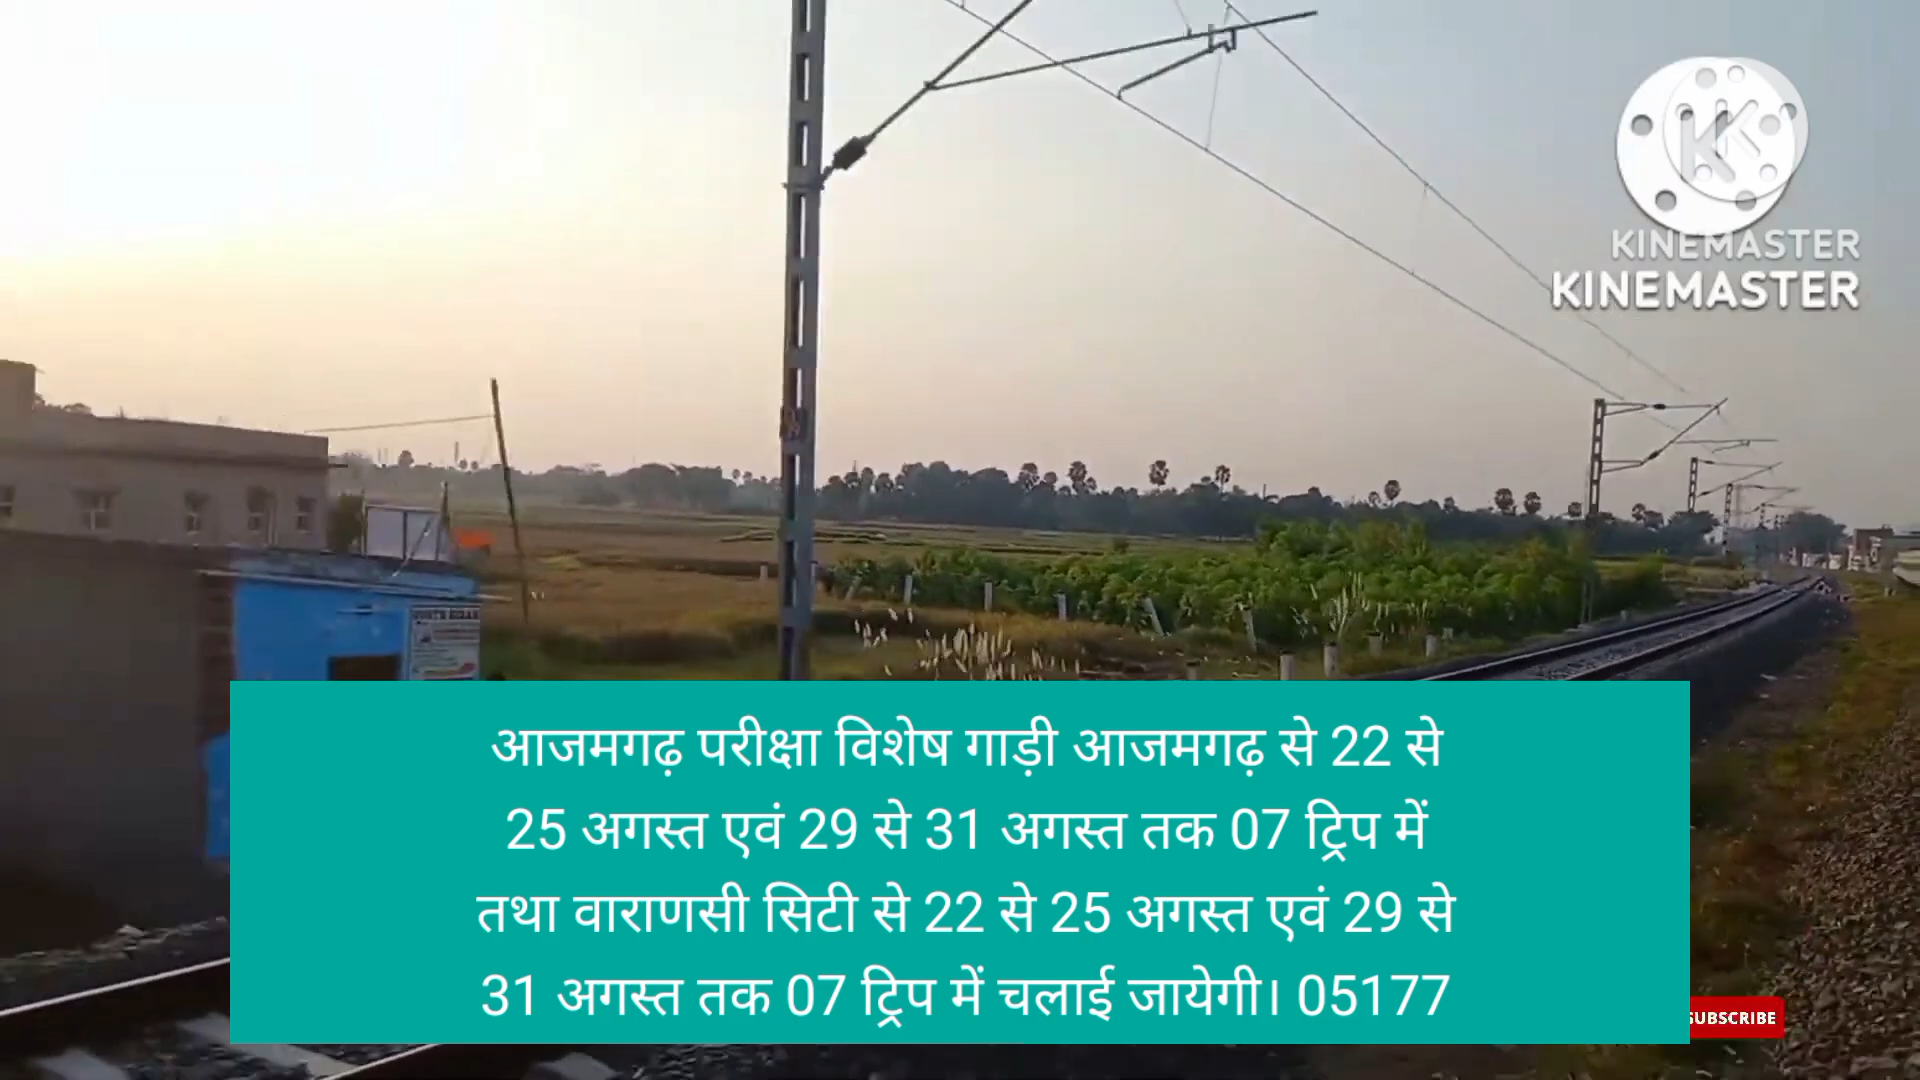 KINEMASTER
KINEMASTER
आजमगढ़ परीक्षा विशेष गाड़ी आजमगढ़ से 22 से
25 अगस्त एवं 29 से 31 अगस्त तक 07 ट्रिप में
तथा वाराणसी सिटी से 22 से 25 अगस्त एवं 29 से
31 अगस्त तक 07 ट्रिप में चलाई जायेगी। 05177
SUBSCRIBE